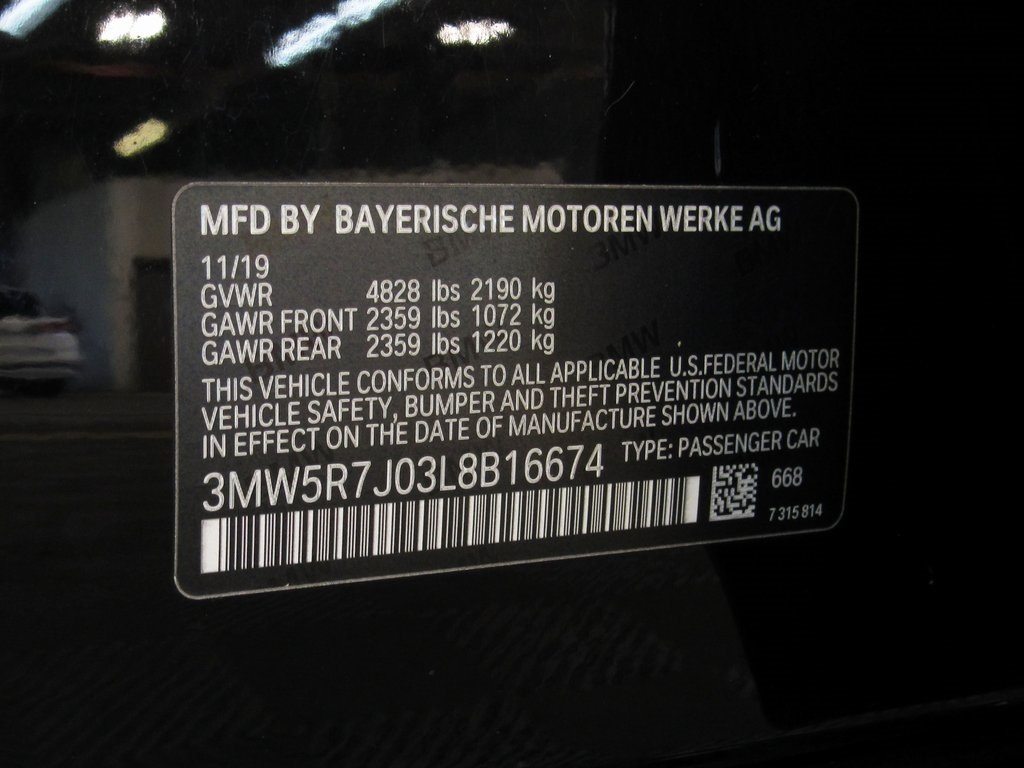 MFD BY BAYERISCHE MOTOREN WERKE AG
11/19
GVWR 4828 lbs 2190 kg
GAWR FRONT 2359 lbs 1072 kg
GAWR REAR 2359 lbs 1220 kg
THIS VEHICLE CONFORMS TO ALL APPLICABLE U.S.FEDERAL MOTOR
VEHICLE SAFETY, BUMPER AND THEFT PREVENTION STANDARDS
IN EFFECT ON THE DATE OF MANUFACTURE SHOWN ABOVE.
3MW5R7J03L8B16674 TYPE: PASSENGER CAR
668
7 315 814